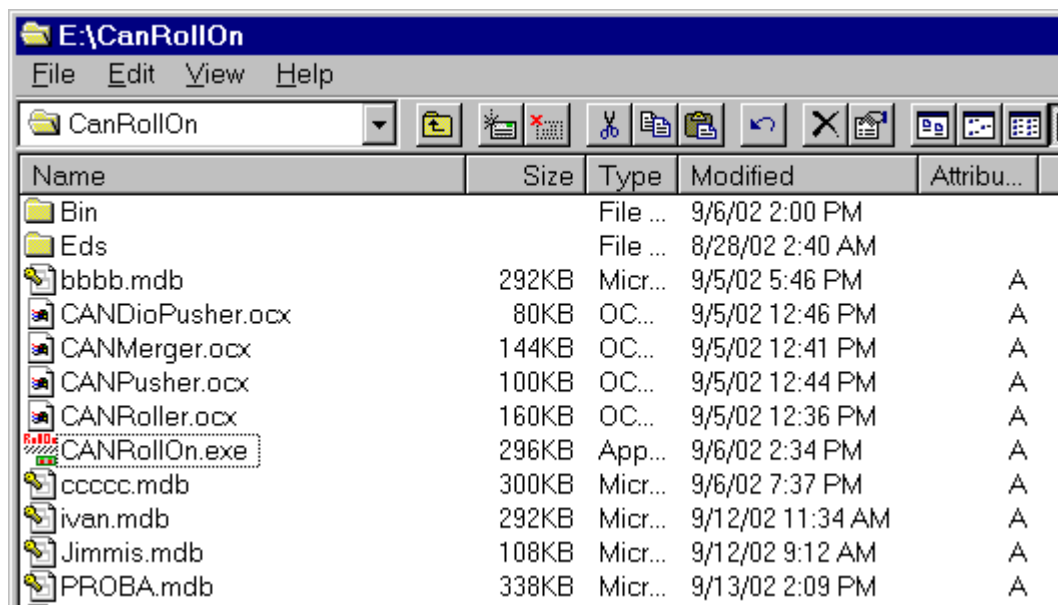 E:\CanRollOn
File Edit View Help
CanRollOn
Name Size Type Modified Attribu...
Bin File ... 9/6/02 2:00 PM
Eds File ... 8/28/02 2:40 AM
bbbb.mdb 292KB Micr... 9/5/02 5:46 PM A
CANDioPusher.ocx 80KB OC... 9/5/02 12:46 PM A
CANMerger.ocx 144KB OC... 9/5/02 12:41 PM A
CANPusher.ocx 100KB OC... 9/5/02 12:44 PM A
CANRoller.ocx 160KB OC... 9/5/02 12:36 PM A
RollOn CANRollOn.exe 296KB App... 9/6/02 2:34 PM A
ccccc.mdb 300KB Micr... 9/6/02 7:37 PM A
ivan.mdb 292KB Micr... 9/12/02 11:34 AM A
Jimmis.mdb 108KB Micr... 9/12/02 9:12 AM A
PROBA.mdb 338KB Micr... 9/13/02 2:09 PM A